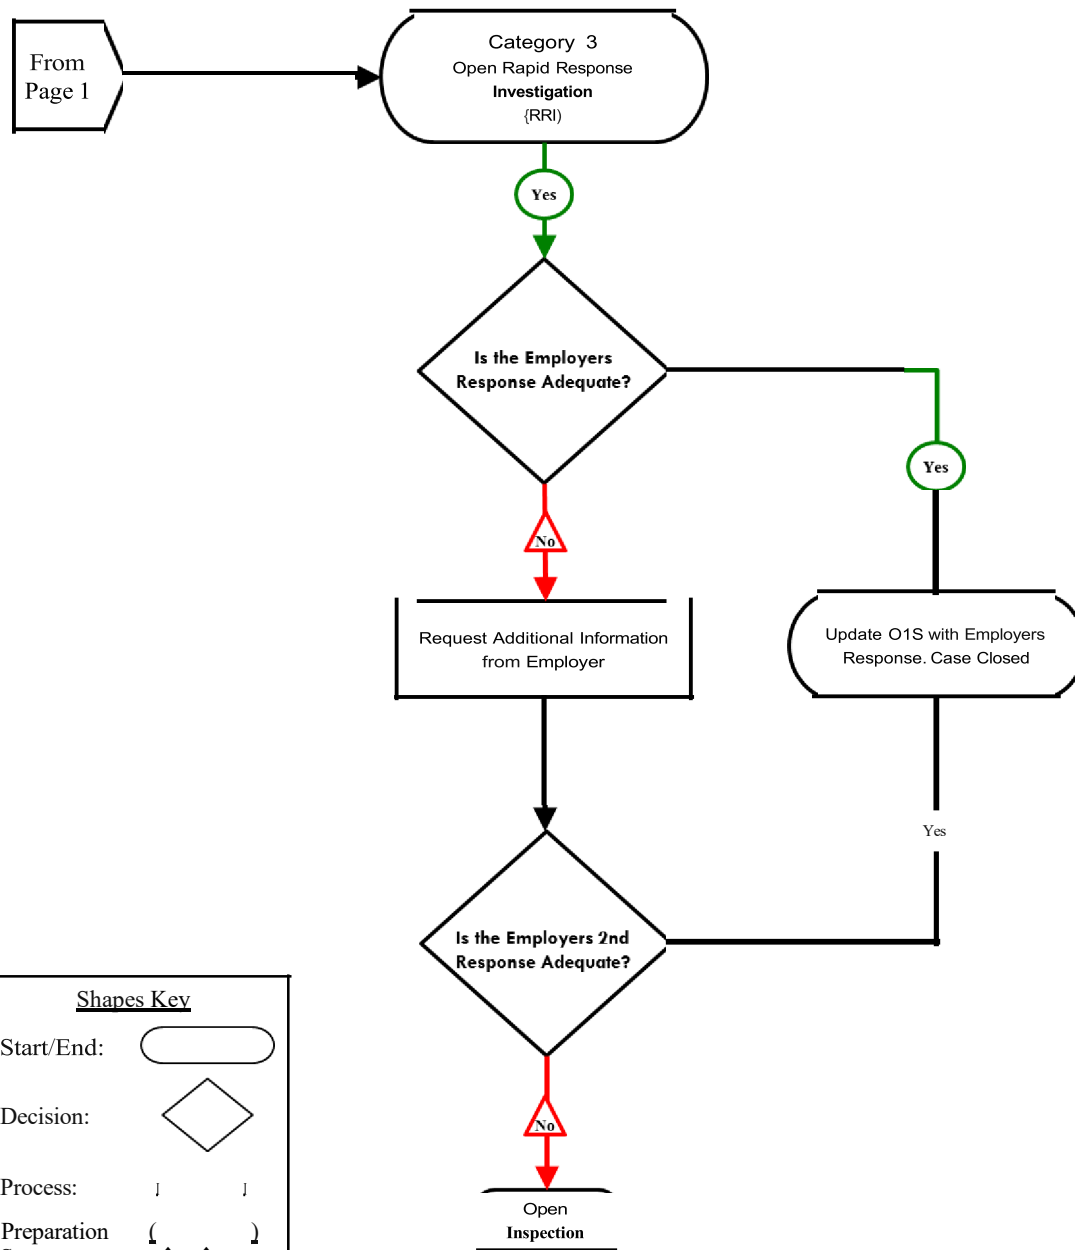 From
Page 1
Category 3
Open Rapid Response
Investigation
{RRI)
Yes
Is the Employers
Response Adequate?
Yes
No
Request Additional Information
from Employer
Update O1S with Employers
Response. Case Closed
Yes
Is the Employers 2nd
Response Adequate?
No
Open
Inspection
Shapes Key
Start/End:
Decision:
Process:
Preparation